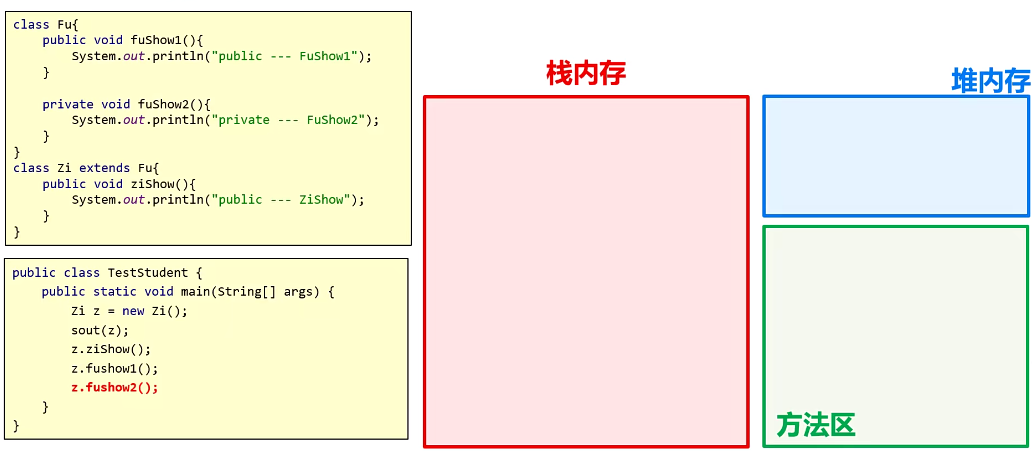 class Fu{
public void fuShow1(){
System.out.println("public --- FuShow1");
}
private void fuShow2(){
System.out.println("private --- FuShow2");
}
}
class Zi extends Fu{
public void ziShow(){
System.out.println("public --- ZiShow");
}
}
public class TestStudent {
public static void main(String[] args) {
Zi z = new Zi();
sout(z);
z.ziShow();
z.fushow1();
z.fushow2();
}
}
栈内存
堆内存
方法区